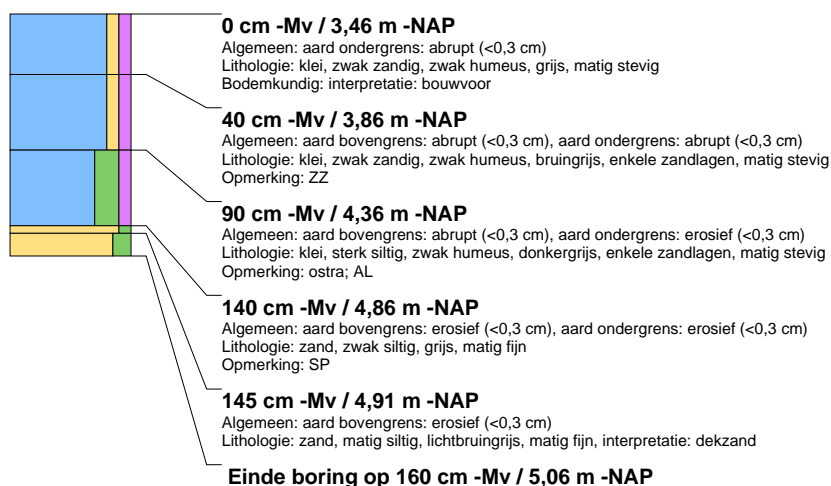 0 cm -Mv / 3,46 m -NAP
Algemeen: aard ondergrens: abrupt (<0,3 cm)
Lithologie: klei, zwak zandig, zwak humeus, grijs, matig stevig
Bodemkundig: interpretatie: bouwvoor
40 cm -Mv / 3,86 m -NAP
Algemeen: aard bovengrens: abrupt (<0,3 cm), aard ondergrens: abrupt (<0,3 cm)
Lithologie: klei, zwak zandig, zwak humeus, bruingrijs, enkele zandlagen, matig stevig
Opmerking: ZZ
90 cm -Mv / 4,36 m -NAP
Algemeen: aard bovengrens: abrupt (<0,3 cm), aard ondergrens: erosief (<0,3 cm)
Lithologie: klei, sterk siltig, zwak humeus, donkergrijs, enkele zandlagen, matig stevig
Opmerking: ostra; AL
140 cm -Mv / 4,86 m -NAP
Algemeen: aard bovengrens: erosief (<0,3 cm), aard ondergrens: erosief (<0,3 cm)
Lithologie: zand, zwak siltig, grijs, matig fijn
Opmerking: SP
145 cm -Mv / 4,91 m -NAP
Algemeen: aard bovengrens: erosief (<0,3 cm)
Lithologie: zand, matig siltig, lichtbruingrijs, matig fijn, interpretatie: dekzand
Einde boring op 160 cm -Mv / 5,06 m -NAP